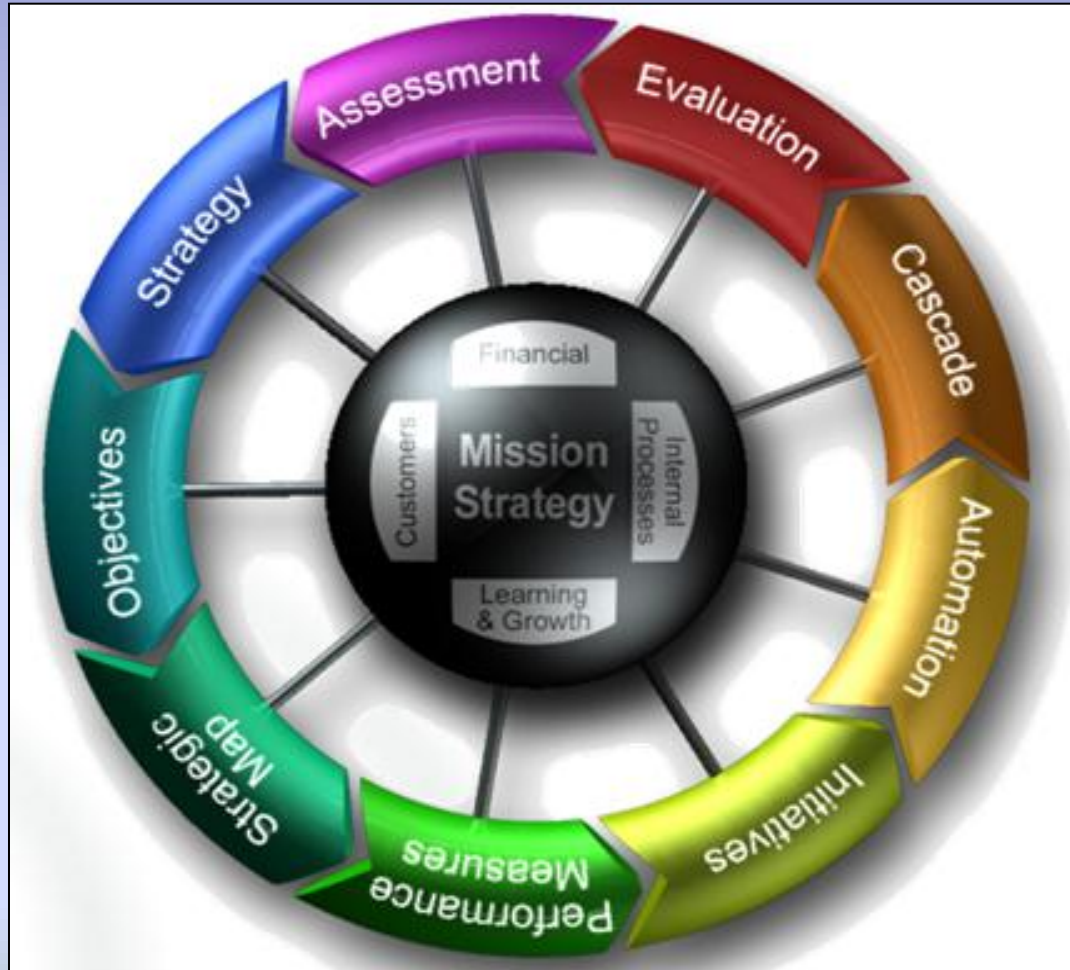 Assessment
Evaluation
Cascade
Automation
Initiatives
Performance
Measures
Strategic
Map
Objectives
Strategy
Financial
Customers
Mission
Strategy
Internal
Processes
Learning
& Growth